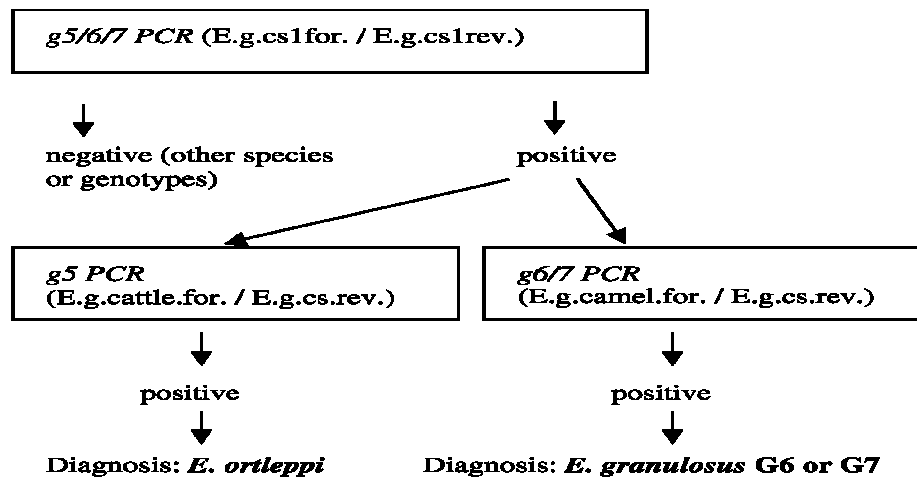 g5/6/7 PCR (E.g.cs1for. / E.g.cs1rev.)
negative (other species
or genotypes)
positive
g5 PCR
(E.g.cattle.for. / E.g.cs.rev.)
g6/7 PCR
(E.g.camel.for. / E.g.cs.rev.)
positive
positive
Diagnosis: E. ortleppi
Diagnosis: E. granulosus G6 or G7